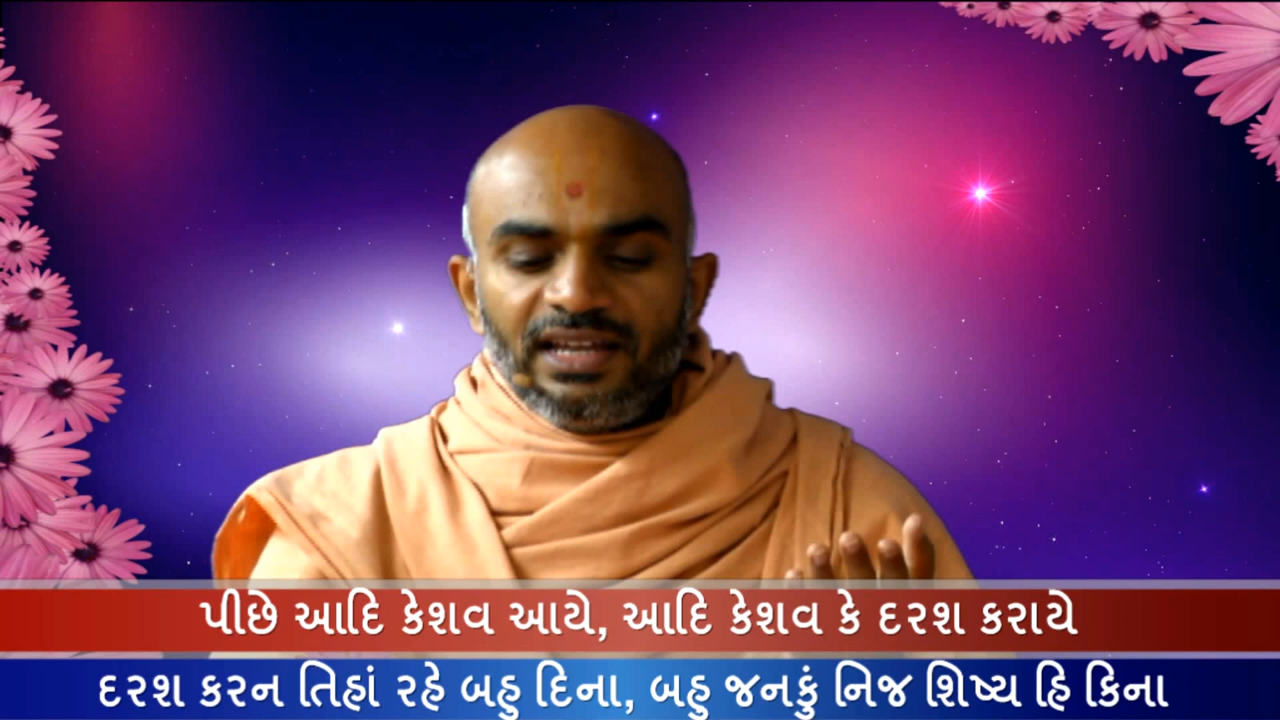 પીછે આદિ કેશવ આયે, આદિ કેશવ કે દરશ કરાયે
દરશ કરન તિહાં રહે બહુ દિના, બહુ જનકું નિજ શિષ્ય હિ કિના